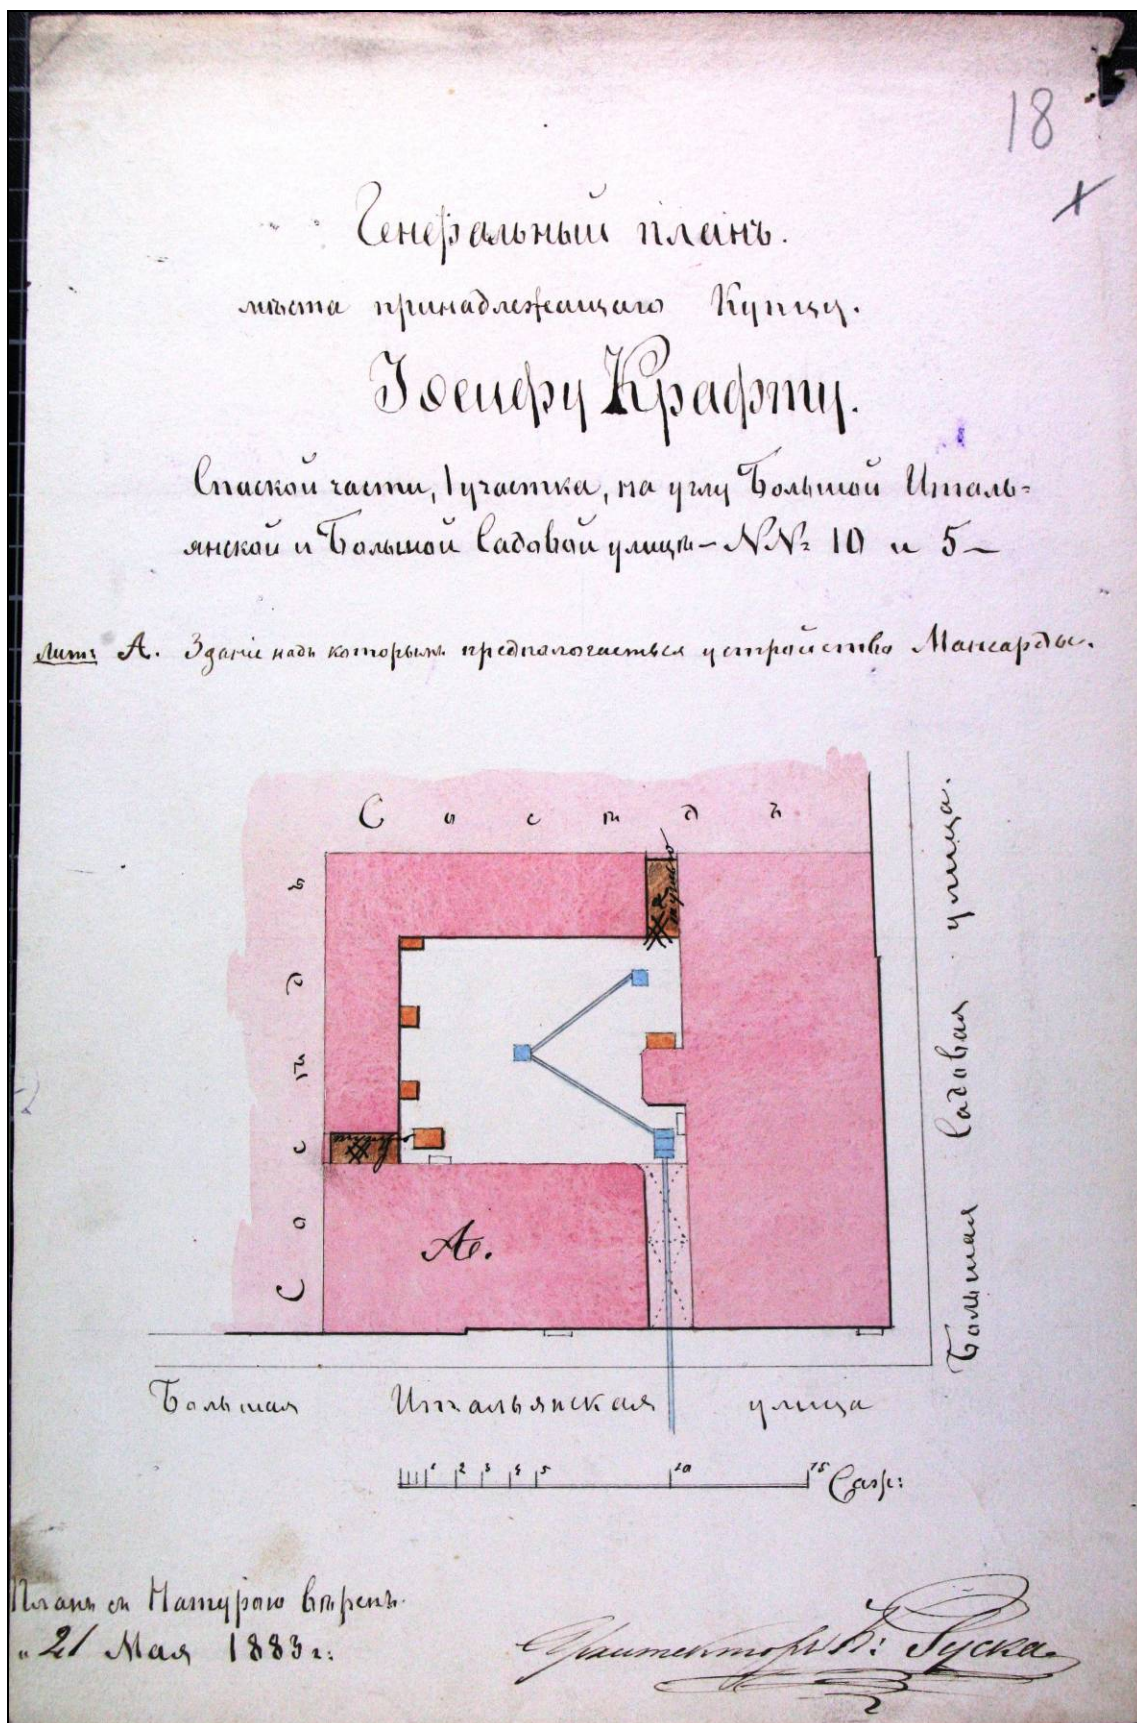 18
Генеральный планъ.
мѣста принадлежащаго Купцу.
Іосифу Крафту.
Спаской части, 1 участка, на углу Большой Италь=
янской и Большой Садовой улицъ – №№ 10 и 5 –
Лит: А. Зданіе надъ которымъ предпологаеться устройство Мансарды.
Сосѣдъ
Сосѣдъ
А.
Большая Садовая улица.
Большая Итальянская улица
1 2 3 4 5 10 15 Саж:
Планъ съ Натурою вѣренъ.
"21 Мая 1883 г:
Архитекторъ К: Руска